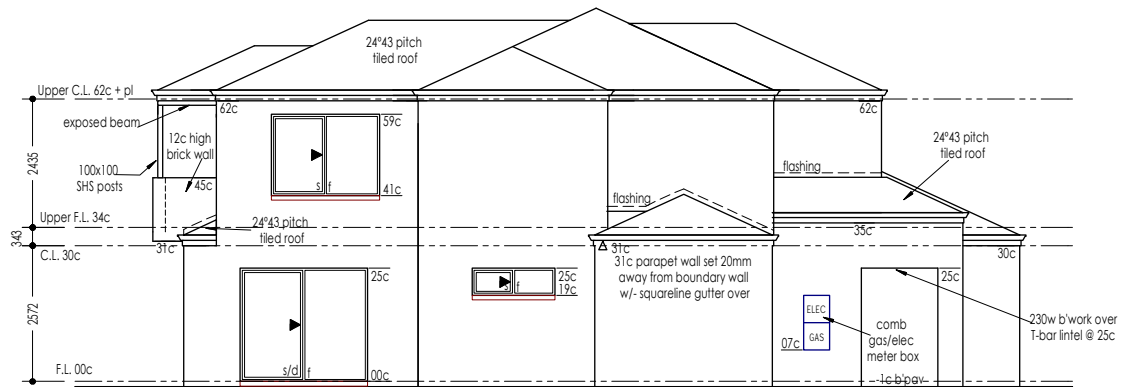 24°43 pitch
tiled roof
Upper C.L. 62c + pl
62c
62c
exposed beam
59c
12c high
brick wall
24°43 pitch
tiled roof
2435
100x100
SHS posts
flashing
45c
s
f
41c
flashing
Upper F.L. 34c
24°43 pitch
tiled roof
35c
343
31c
31c
30c
C.L. 30c
31c parapet wall set 20mm
away from boundary wall
w/- squareline gutter over
25c
25c
25c
s
f
19c
2572
ELEC
GAS
comb
gas/elec
meter box
230w b'work over
T-bar lintel @ 25c
07c
F.L. 00c
s/d
f
00c
-1c b'pav